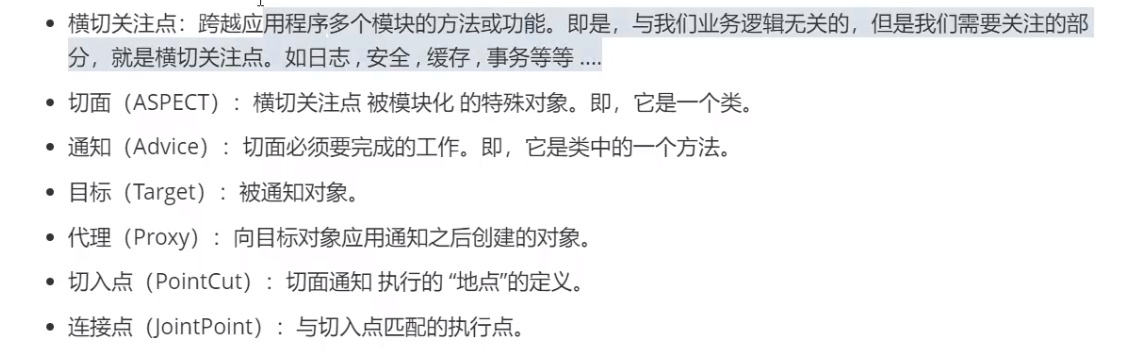 • 横切关注点：跨越应用程序多个模块的方法或功能。即是，与我们业务逻辑无关的，但是我们需要关注的部
分，就是横切关注点。如日志 , 安全 , 缓存 , 事务等等 ....
• 切面（ASPECT）：横切关注点 被模块化 的特殊对象。即，它是一个类。
• 通知（Advice）：切面必须要完成的工作。即，它是类中的一个方法。
• 目标（Target）：被通知对象。
• 代理（Proxy）：向目标对象应用通知之后创建的对象。
• 切入点（PointCut）：切面通知 执行的 “地点”的定义。
• 连接点（JointPoint）：与切入点匹配的执行点。